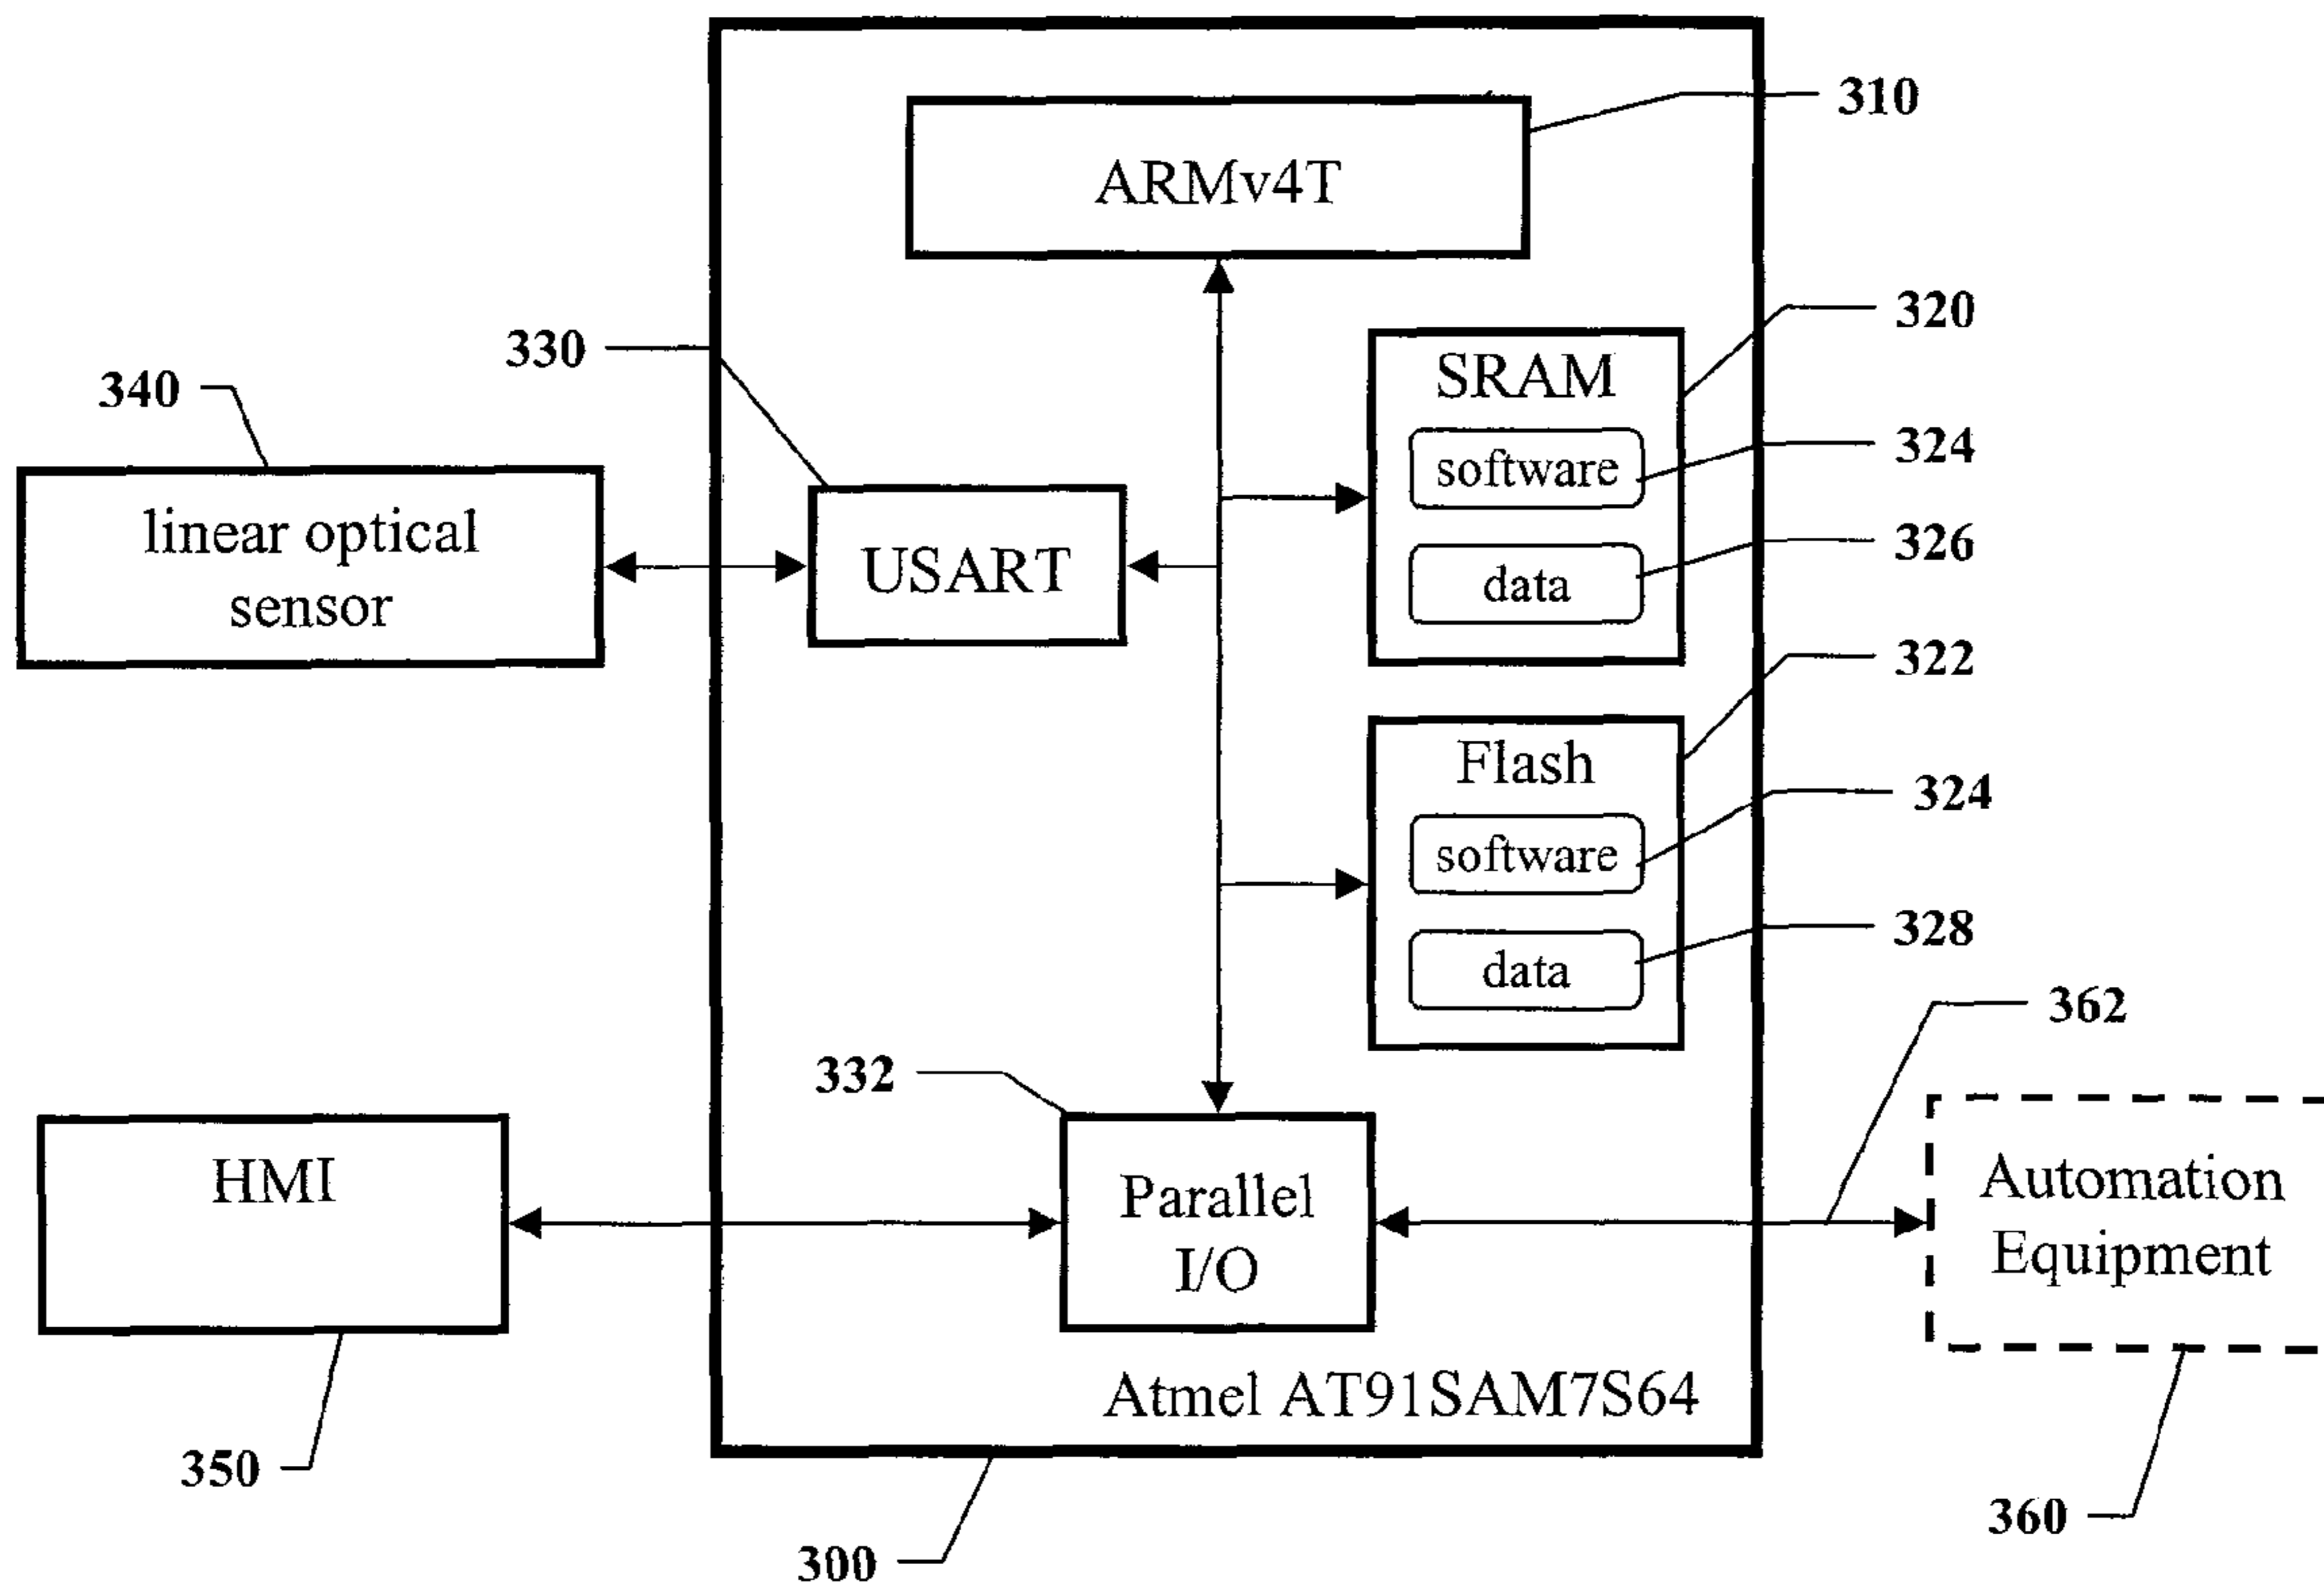 310
ARMv4T
320
330
SRAM
340
324
software
linear optical
sensor
326
USART
data
322
Flash
324
software
328
data
362
332
HMI
Parallel
I/O
Automation
Equipment
Atmel AT91SAM7S64
350
360
300